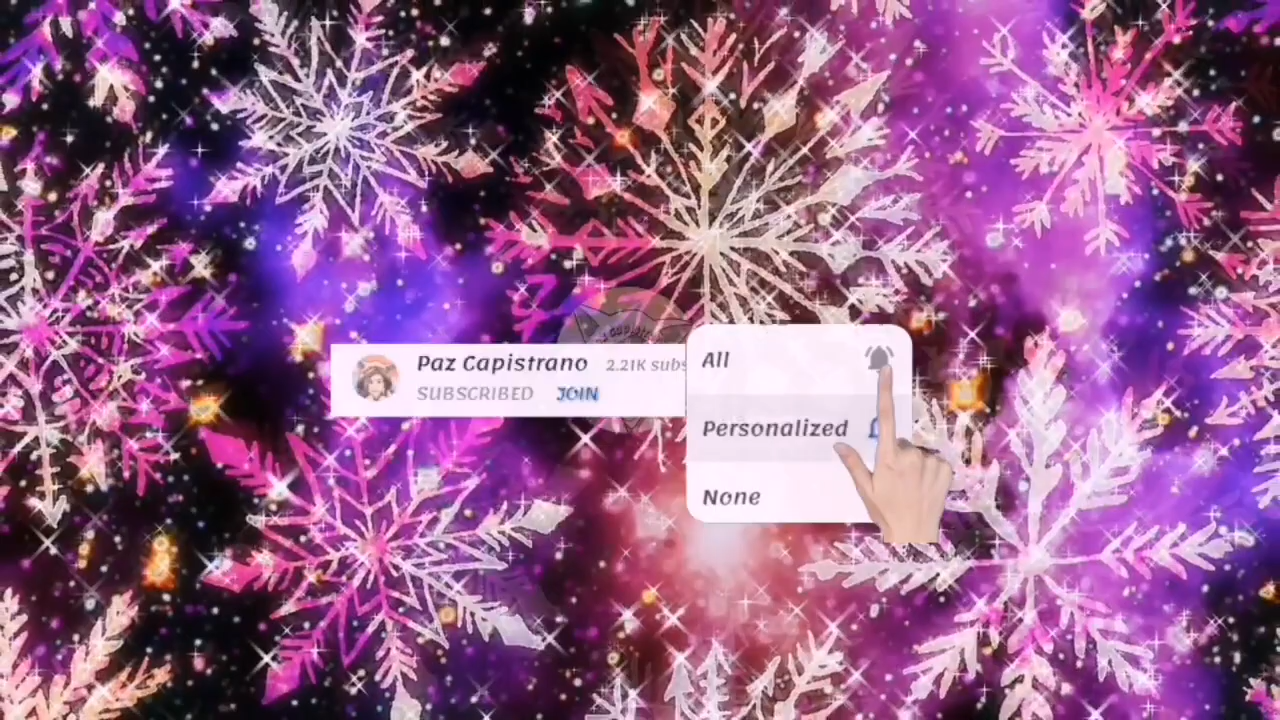 Paz Capistrano 2.21K subs
SUBSCRIBED JOIN
All
Personalized
None